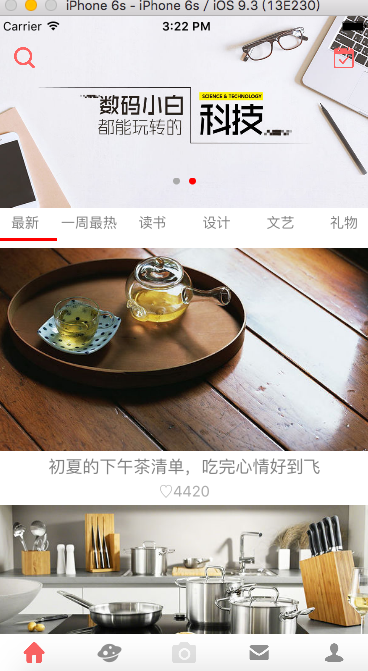 iPhone 6s - iPhone 6s / iOS 9.3 (13E230)
Carrier 3:22 PM
数码小白
都能玩转的
SCIENCE & TECHNOLOGY
科技
最新 一周最热 读书 设计 文艺 礼物
初夏的下午茶清单，吃完心情好到飞
♡4420